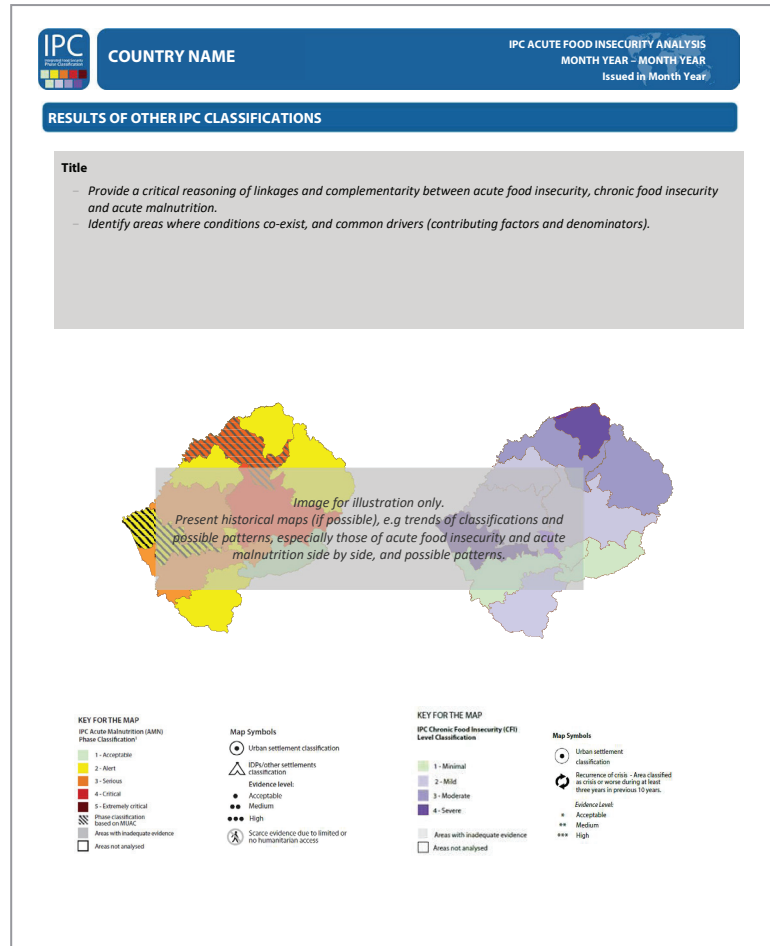 IPC
Integrated Food Security
Phase Classification
COUNTRY NAME
IPC ACUTE FOOD INSECURITY ANALYSIS
MONTH YEAR – MONTH YEAR
Issued in Month Year
RESULTS OF OTHER IPC CLASSIFICATIONS
Title
– Provide a critical reasoning of linkages and complementarity between acute food insecurity, chronic food insecurity
and acute malnutrition.
– Identify areas where conditions co-exist, and common drivers (contributing factors and denominators).
Image for illustration only.
Present historical maps (if possible), e.g trends of classifications and
possible patterns, especially those of acute food insecurity and acute
malnutrition side by side, and possible patterns.
KEY FOR THE MAP
IPC Acute Malnutrition (AMN)
Phase Classification¹
1 - Acceptable
2 - Alert
3 - Serious
4 - Critical
5 - Extremely critical
Phase classification
based on MUAC
Areas with inadequate evidence
Areas not analysed
Map Symbols
Urban settlement classification
IDPs/other settlements
classification
Evidence level:
● Acceptable
●● Medium
●●● High
Scarce evidence due to limited or
no humanitarian access
KEY FOR THE MAP
IPC Chronic Food Insecurity (CFI)
Level Classification
1 - Minimal
2 - Mild
3 - Moderate
4 - Severe
Areas with inadequate evidence
Areas not analysed
Map Symbols
Urban settlement
classification
Recurrence of crisis - Area classified
as crisis or worse during at least
three years in previous 10 years.
Evidence Level:
* Acceptable
** Medium
*** High